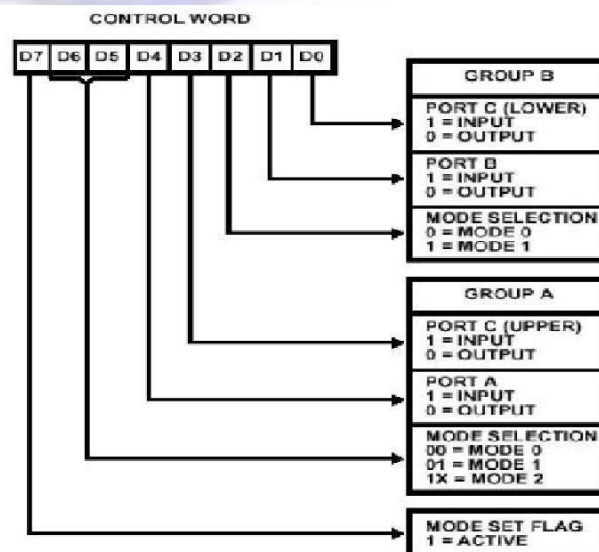 CONTROL WORD
D7 D6 D5 D4 D3 D2 D1 D0
GROUP B
PORT C (LOWER)
1 = INPUT
0 = OUTPUT
PORT B
1 = INPUT
0 = OUTPUT
MODE SELECTION
0 = MODE 0
1 = MODE 1
GROUP A
PORT C (UPPER)
1 = INPUT
0 = OUTPUT
PORT A
1 = INPUT
0 = OUTPUT
MODE SELECTION
00 = MODE 0
01 = MODE 1
1X = MODE 2
MODE SET FLAG
1 = ACTIVE